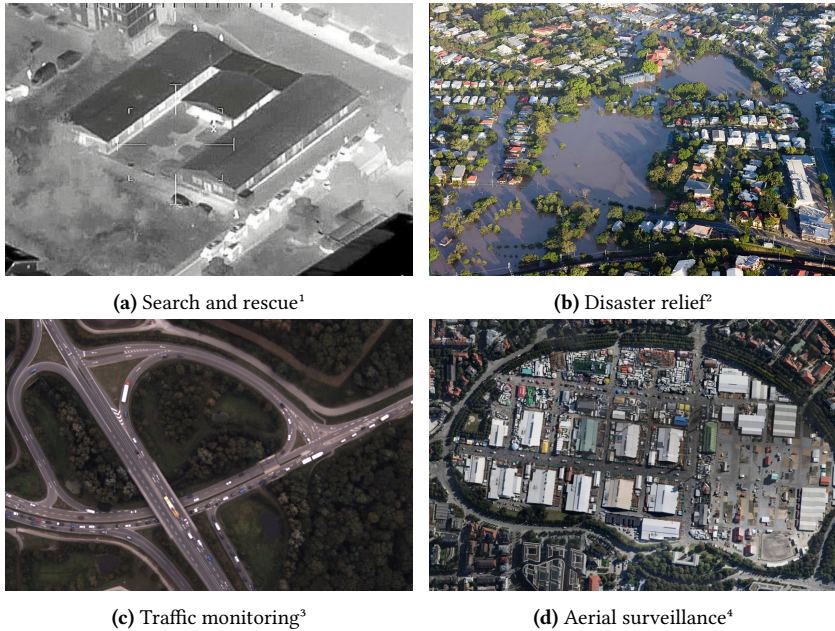 (a) Search and rescue¹
(b) Disaster relief²
(c) Traffic monitoring³
(d) Aerial surveillance⁴